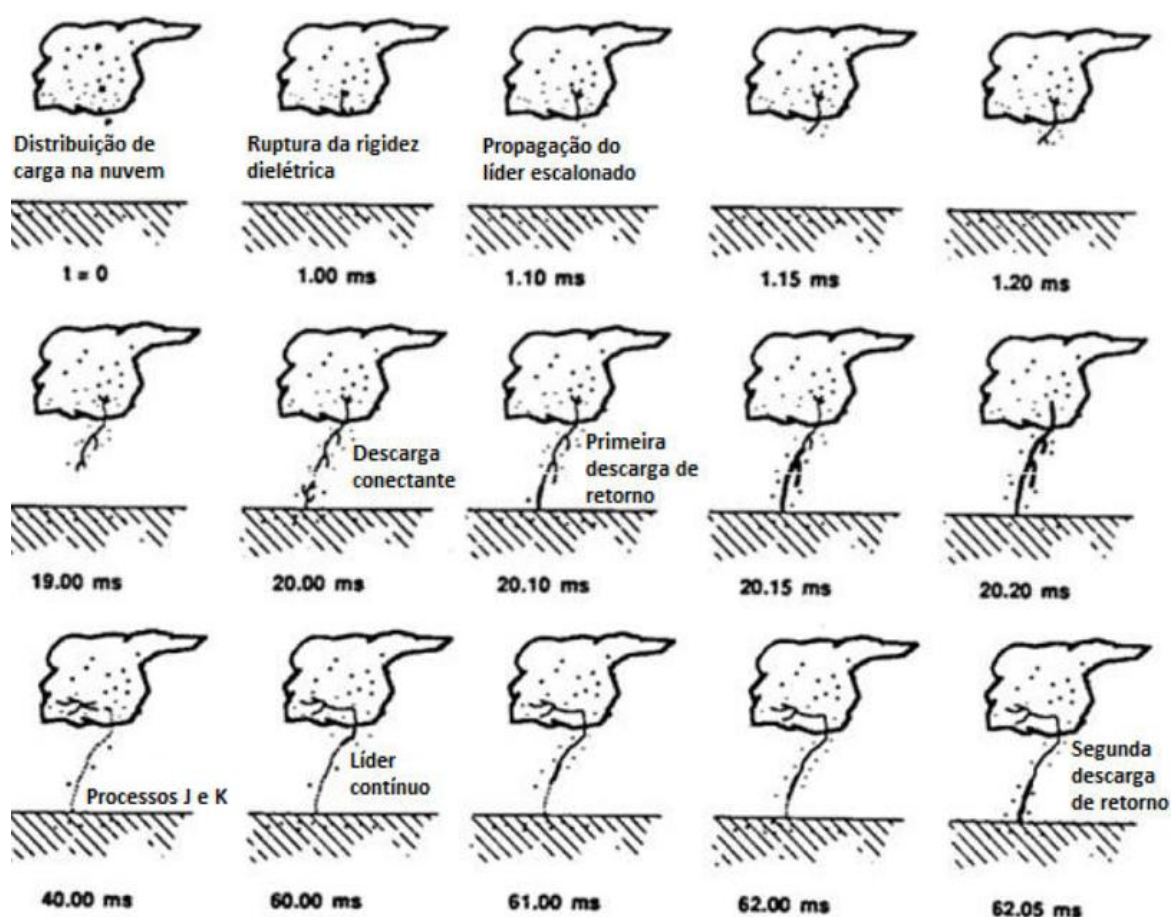 Distribuição de
carga na nuvem
Ruptura da rigidez
dielétrica
Propagação do
líder escalonado
t = 0
1.00 ms
1.10 ms
1.15 ms
1.20 ms
Descarga
conectante
Primeira
descarga de
retorno
19.00 ms
20.00 ms
20.10 ms
20.15 ms
20.20 ms
Processos J e K
Líder
contínuo
Segunda
descarga
de retorno
40.00 ms
60.00 ms
61.00 ms
62.00 ms
62.05 ms